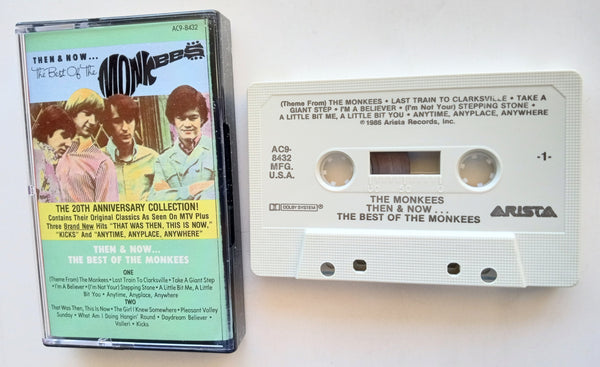 AC9-8432
THEN & NOW...
The Best Of The
MONKEES
THE 20TH ANNIVERSARY COLLECTION!
Contains Their Original Classics As Seen On MTV Plus
Three Brand New Hits "THAT WAS THEN, THIS IS NOW,"
"KICKS" And "ANYTIME, ANYPLACE, ANYWHERE"
THEN & NOW...
THE BEST OF THE MONKEES
ONE
(Theme From) The Monkees • Last Train To Clarksville • Take A Giant Step
• I'm A Believer • (I'm Not Your) Stepping Stone • A Little Bit Me, A Little
Bit You • Anytime, Anyplace, Anywhere
TWO
That Was Then, This Is Now • The Girl I Knew Somewhere • Pleasant Valley
Sunday • What Am I Doing Hangin' Round • Daydream Believer •
Valleri • Kicks
(Theme From) THE MONKEES • LAST TRAIN TO CLARKSVILLE • TAKE A
GIANT STEP • I'M A BELIEVER • (I'm Not Your) STEPPING STONE •
A LITTLE BIT ME, A LITTLE BIT YOU • ANYTIME, ANYPLACE, ANYWHERE
℗1986 Arista Records, Inc.
AC9-
8432
MFG.
U.S.A.
-1-
100 50 0
DOLBY SYSTEM®
THE MONKEES
THEN & NOW...
THE BEST OF THE MONKEES
ARISTA